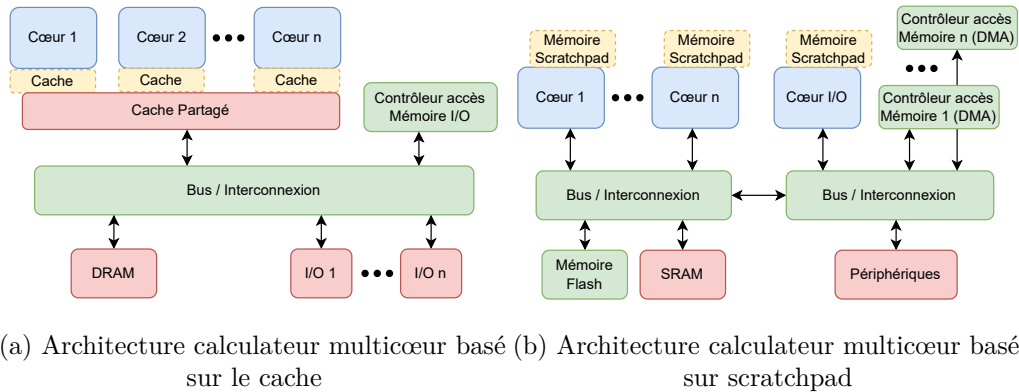 Cœur 1
Cœur 2
Cœur n
Cache
Cache
Cache
Cache Partagé
Contrôleur accès
Mémoire I/O
Bus / Interconnexion
DRAM
I/O 1
I/O n
(a) Architecture calculateur multicœur basé
sur le cache
Mémoire
Scratchpad
Mémoire
Scratchpad
Mémoire
Scratchpad
Contrôleur accès
Mémoire n (DMA)
Cœur 1
Cœur n
Cœur I/O
Contrôleur accès
Mémoire 1 (DMA)
Bus / Interconnexion
Bus / Interconnexion
Mémoire
Flash
SRAM
Périphériques
(b) Architecture calculateur multicœur basé
sur scratchpad